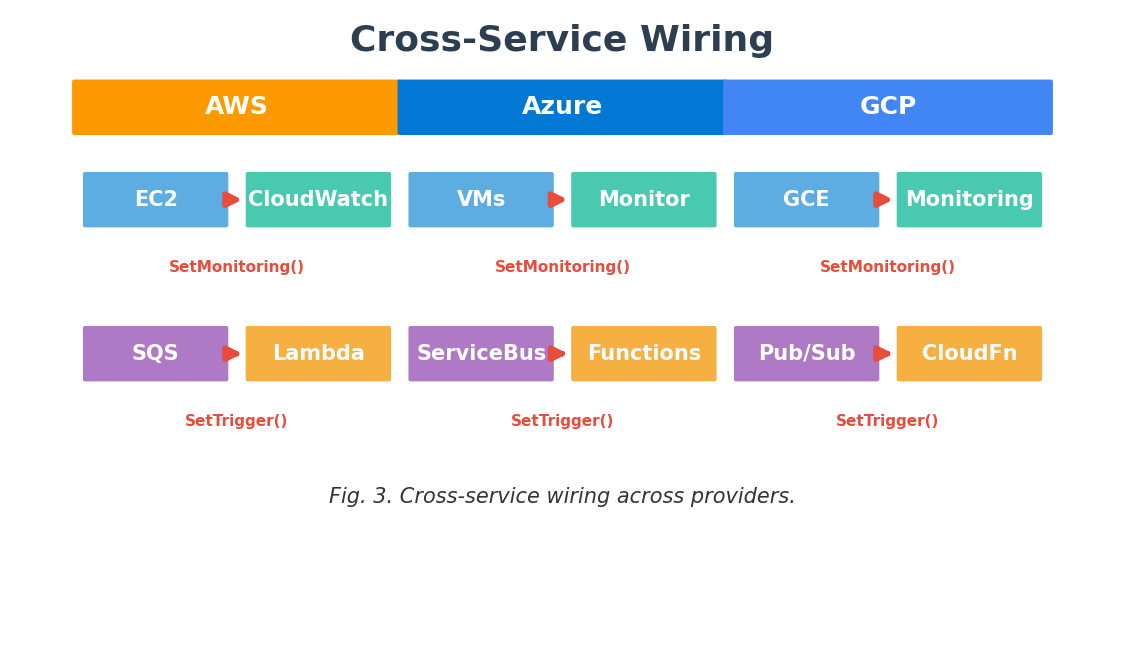 Cross-Service Wiring
AWS Azure GCP
EC2 CloudWatch VMs Monitor GCE Monitoring
SetMonitoring() SetMonitoring() SetMonitoring()
SQS Lambda ServiceBus Functions Pub/Sub CloudFn
SetTrigger() SetTrigger() SetTrigger()
Fig. 3. Cross-service wiring across providers.